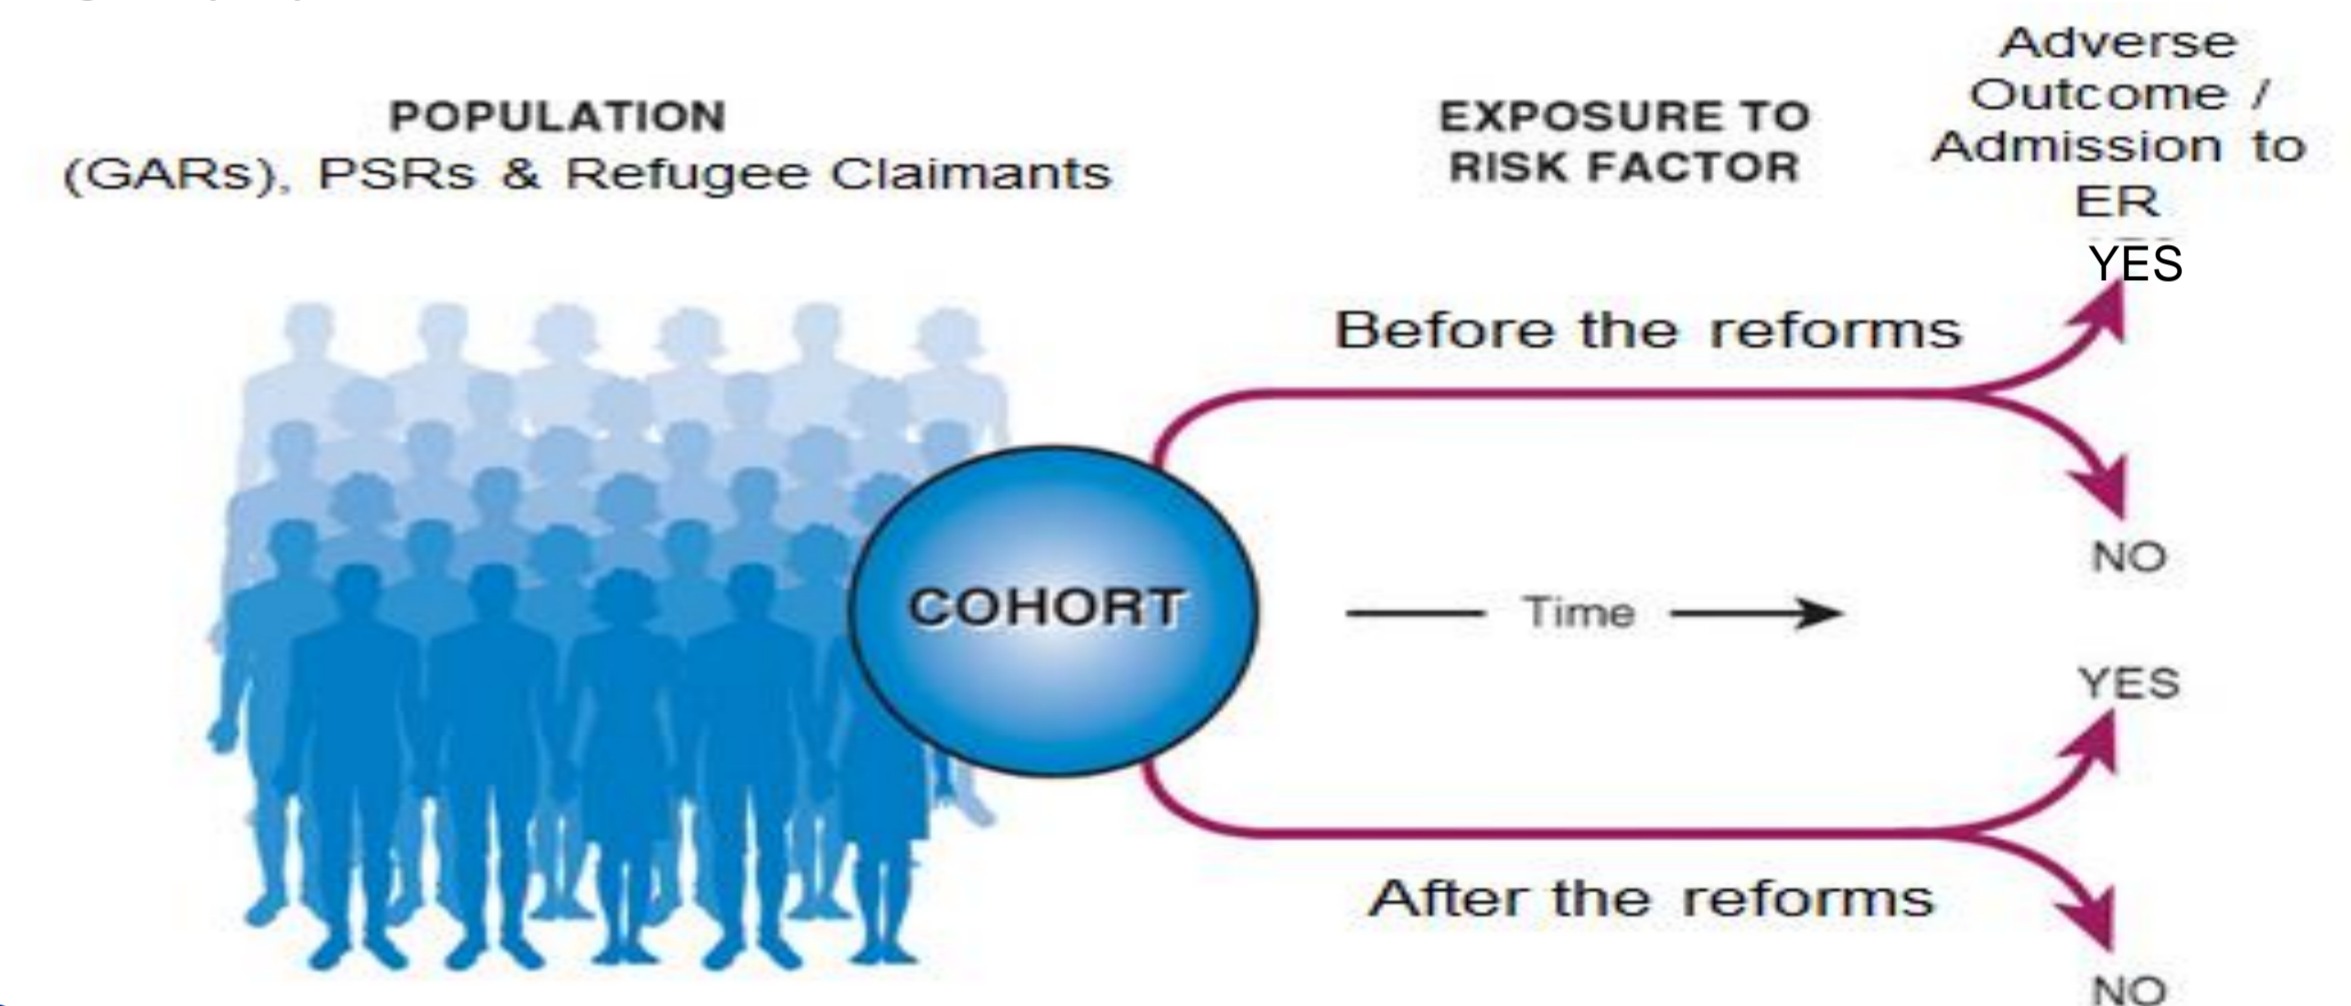 POPULATION
(GARs), PSRs & Refugee Claimants
EXPOSURE TO
RISK FACTOR
Adverse
Outcome /
Admission to
ER
YES
Before the reforms
NO
COHORT
Time
YES
After the reforms
NO